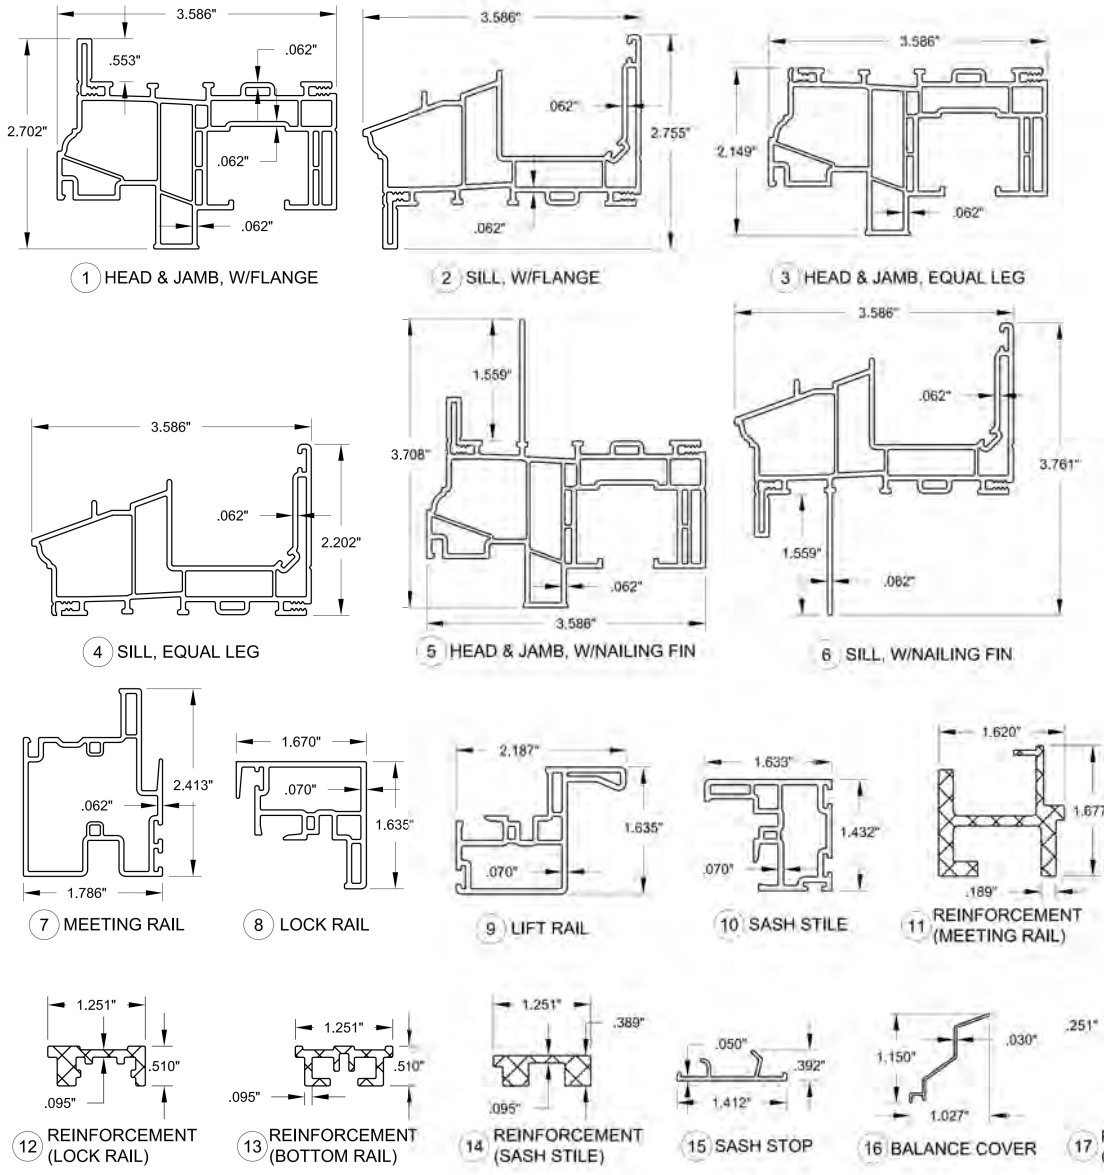 3.586"
.553"
.062"
2.702"
.062"
.062"
1 HEAD & JAMB, W/FLANGE
3.586"
.062"
2.755"
.062"
2 SILL, W/FLANGE
3.586"
2.149"
.062"
3 HEAD & JAMB, EQUAL LEG
3.586"
.062"
2.202"
4 SILL, EQUAL LEG
1.559"
3.708"
.062"
3.586"
5 HEAD & JAMB, W/NAILING FIN
3.586"
.062"
3.761"
1.559"
.062"
6 SILL, W/NAILING FIN
2.413"
.062"
1.786"
7 MEETING RAIL
1.670"
.070"
1.635"
8 LOCK RAIL
2.187"
1.635"
.070"
9 LIFT RAIL
1.633"
1.432"
.070"
10 SASH STILE
1.620"
1.677
.189"
11 REINFORCEMENT
(MEETING RAIL)
1.251"
.510"
.095"
12 REINFORCEMENT
(LOCK RAIL)
1.251"
.510"
.095"
13 REINFORCEMENT
(BOTTOM RAIL)
1.251"
.389"
.095"
14 REINFORCEMENT
(SASH STILE)
.050"
.392"
1.412"
15 SASH STOP
1.150"
.030"
1.027"
16 BALANCE COVER
.251"
17